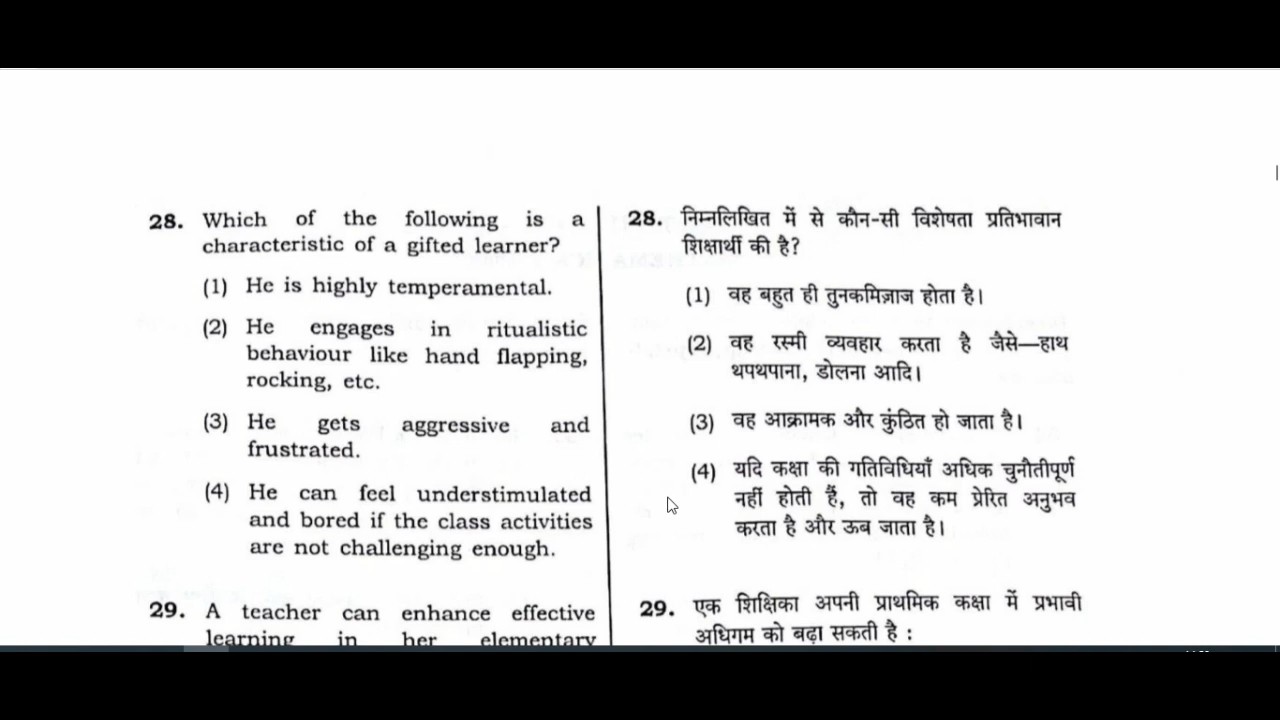 28. Which of the following is a
characteristic of a gifted learner?
(1) He is highly temperamental.
(2) He engages in ritualistic
behaviour like hand flapping,
rocking, etc.
(3) He gets aggressive and
frustrated.
(4) He can feel understimulated
and bored if the class activities
are not challenging enough.
29. A teacher can enhance effective
learning in her elementary
28. निम्नलिखित में से कौन-सी विशेषता प्रतिभावान
शिक्षार्थी की है?
(1) वह बहुत ही तुनकमिज़ाज होता है।
(2) वह रस्मी व्यवहार करता है जैसे—हाथ
थपथपाना, डोलना आदि।
(3) वह आक्रामक और कुंठित हो जाता है।
(4) यदि कक्षा की गतिविधियाँ अधिक चुनौतीपूर्ण
नहीं होती हैं, तो वह कम प्रेरित अनुभव
करता है और ऊब जाता है।
29. एक शिक्षिका अपनी प्राथमिक कक्षा में प्रभावी
अधिगम को बढ़ा सकती है :